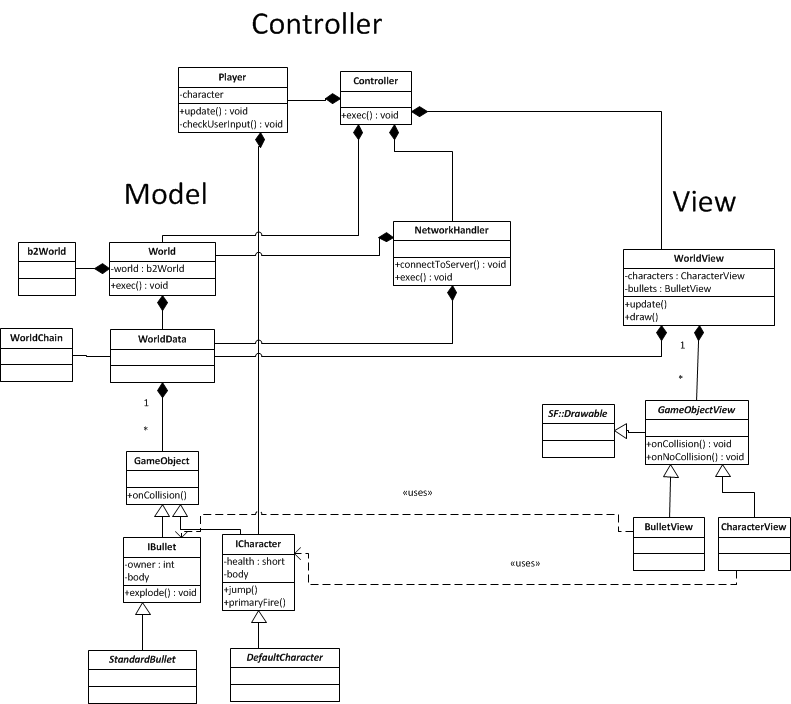 Controller
Player
-character
+update() : void
-checkUserInput() : void
Controller
+exec() : void
Model
View
b2World
World
-world : b2World
+exec() : void
NetworkHandler
+connectToServer() : void
+exec() : void
WorldView
-characters : CharacterView
-bullets : BulletView
+update()
+draw()
WorldChain
WorldData
1
*
1
*
SF::Drawable
GameObjectView
+onCollision() : void
+onNoCollision() : void
GameObject
+onCollision()
«uses»
BulletView
CharacterView
IBullet
-owner : int
-body
+explode() : void
ICharacter
-health : short
-body
+jump()
+primaryFire()
«uses»
StandardBullet
DefaultCharacter